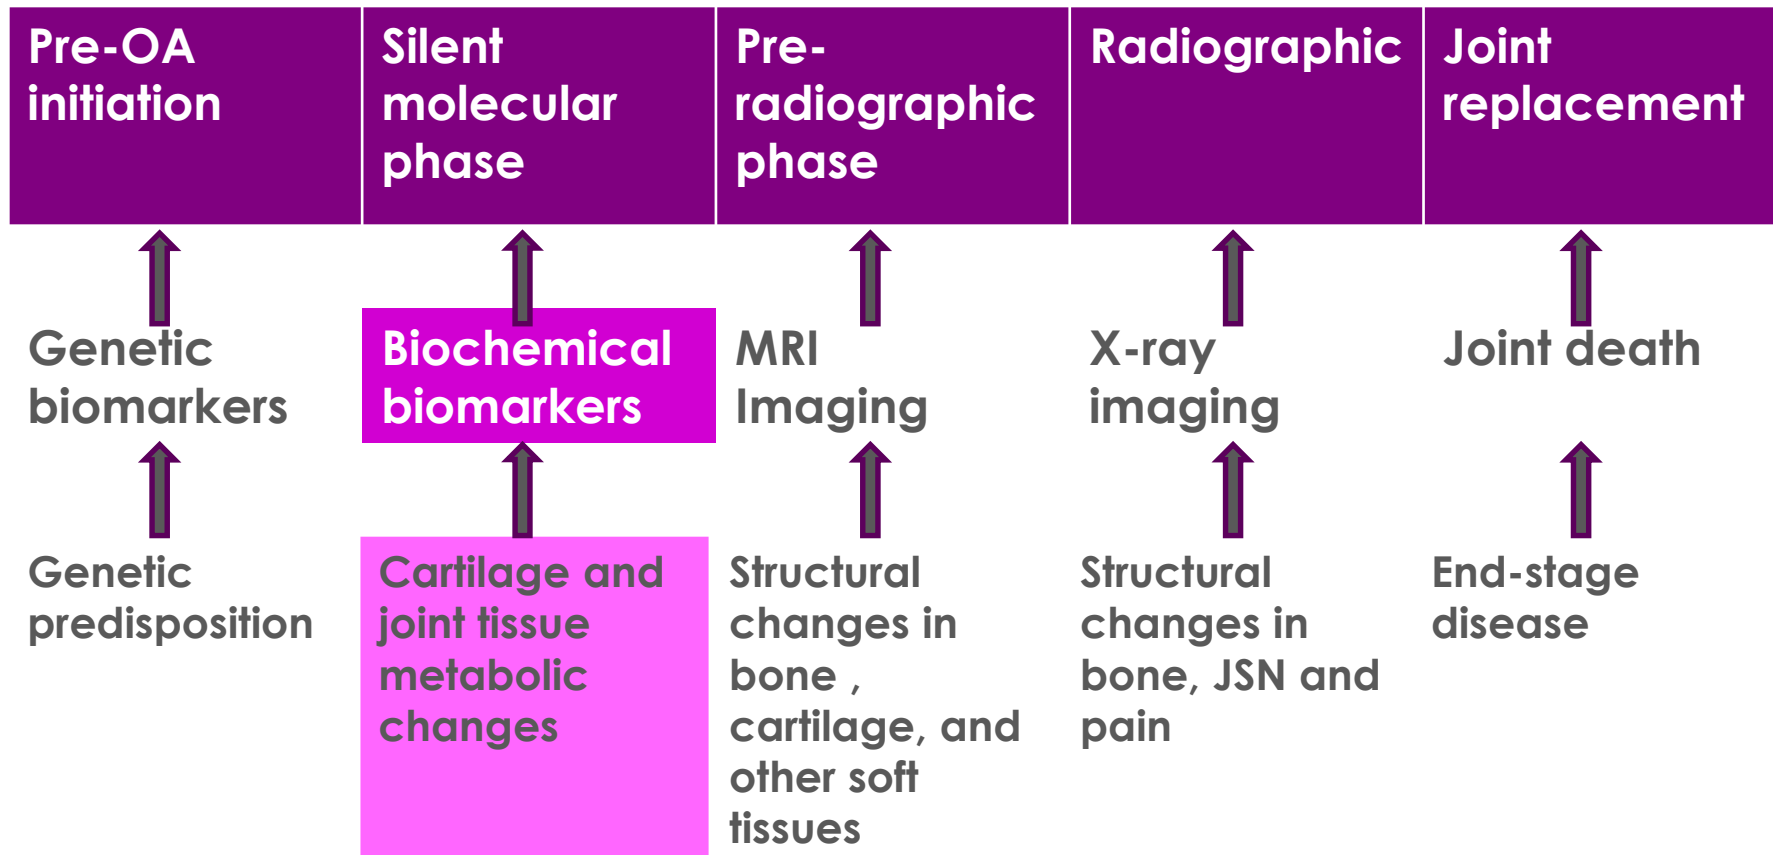 Pre-OA
initiation
Silent
molecular
phase
Pre-
radiographic
phase
Radiographic
Joint
replacement
Genetic
biomarkers
Biochemical
biomarkers
MRI
Imaging
X-ray
imaging
Joint death
Genetic
predisposition
Cartilage and
joint tissue
metabolic
changes
Structural
changes in
bone ,
cartilage, and
other soft
tissues
Structural
changes in
bone, JSN and
pain
End-stage
disease